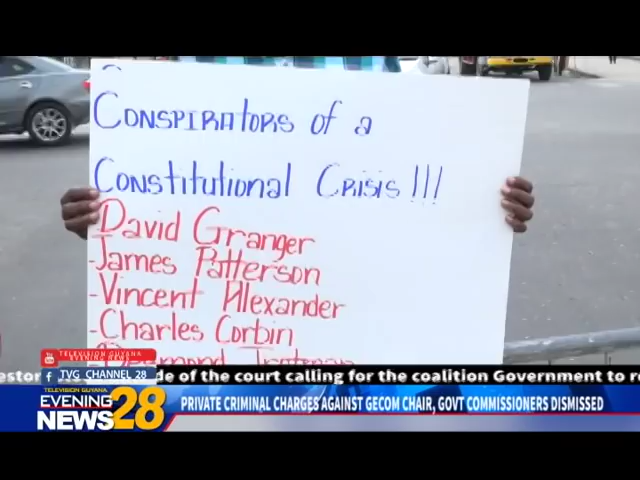 Conspirators of a
Constitutional Crisis!!!
David Granger
-James Patterson
-Vincent Alexander
-Charles Corbin
TELEVISION GUYANA
EVENING NEWS
TVG CHANNEL 28
de of the court calling for the coalition Government to re
TELEVISION GUYANA
EVENING
NEWS 28
PRIVATE CRIMINAL CHARGES AGAINST GECOM CHAIR, GOVT COMMISSIONERS DISMISSED